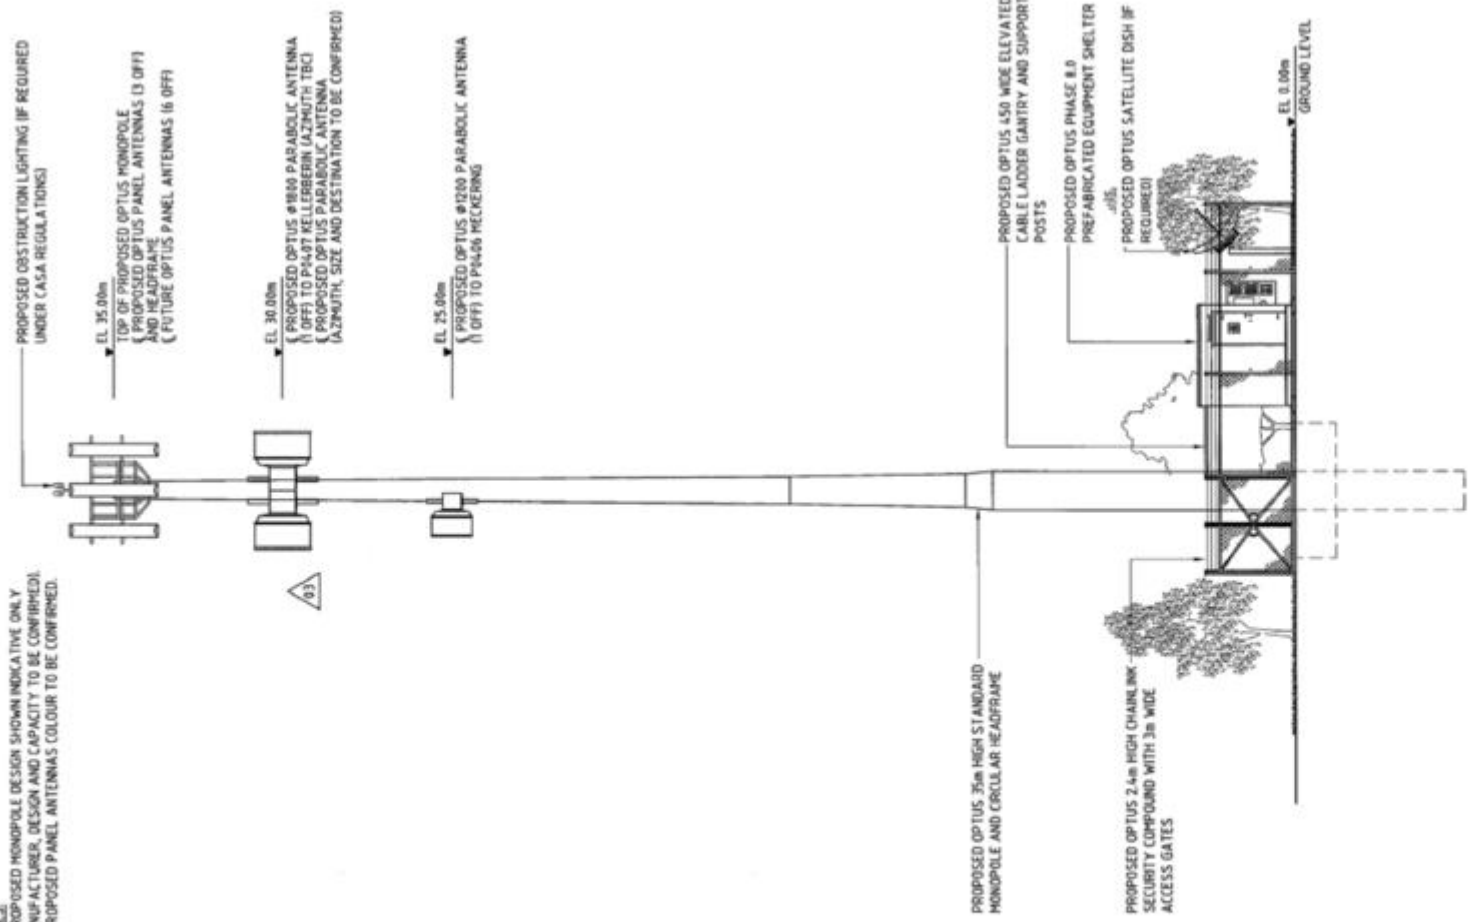 ROPOSED MONOPOLE DESIGN SHOWN INDICATIVE ONLY
NUFACTURER, DESIGN AND CAPACITY TO BE CONFIRMED).
ROPOSED PANEL ANTENNAS COLOUR TO BE CONFIRMED.
PROPOSED OBSTRUCTION LIGHTING (IF REQUIRED
UNDER CASA REGULATIONS)
EL 35.00m
TOP OF PROPOSED OPTUS MONOPOLE
℄ PROPOSED OPTUS PANEL ANTENNAS (3 OFF)
AND HEADFRAME
℄ FUTURE OPTUS PANEL ANTENNAS (6 OFF)
EL 30.00m
℄ PROPOSED OPTUS Ø1800 PARABOLIC ANTENNA
(1 OFF) TO P0407 KELLERBERIN (AZIMUTH TBC)
℄ PROPOSED OPTUS PARABOLIC ANTENNA
(AZIMUTH, SIZE AND DESTINATION TO BE CONFIRMED)
03
EL 25.00m
℄ PROPOSED OPTUS Ø1200 PARABOLIC ANTENNA
(1 OFF) TO P0406 MECKERING
PROPOSED OPTUS 35m HIGH STANDARD
MONOPOLE AND CIRCULAR HEADFRAME
PROPOSED OPTUS 450 WIDE ELEVATED
CABLE LADDER GANTRY AND SUPPORT
POSTS
PROPOSED OPTUS PHASE 8.0
PREFABRICATED EQUIPMENT SHELTER
PROPOSED OPTUS SATELLITE DISH (IF
REQUIRED)
PROPOSED OPTUS 2.4m HIGH CHAINLINK
SECURITY COMPOUND WITH 3m WIDE
ACCESS GATES
EL 0.00m
GROUND LEVEL